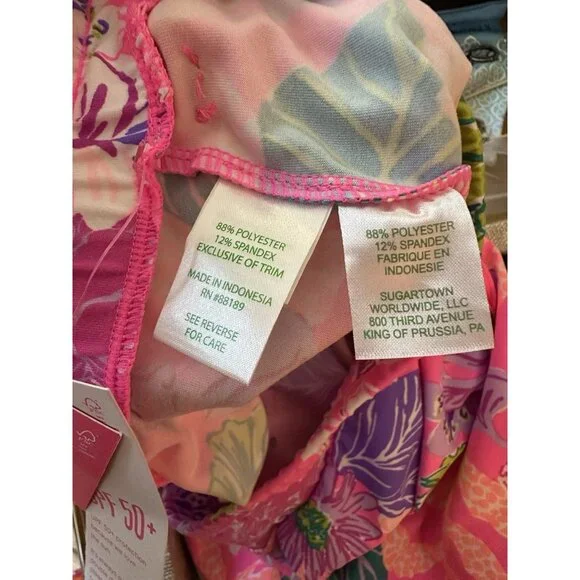 88% POLYESTER
12% SPANDEX
EXCLUSIVE OF TRIM
MADE IN INDONESIA
RN #88189
SEE REVERSE
FOR CARE
88% POLYESTER
12% SPANDEX
FABRIQUE EN
INDONESIE
SUGARTOWN
WORLDWIDE, LLC
800 THIRD AVENUE
KING OF PRUSSIA, PA
UPF 50+